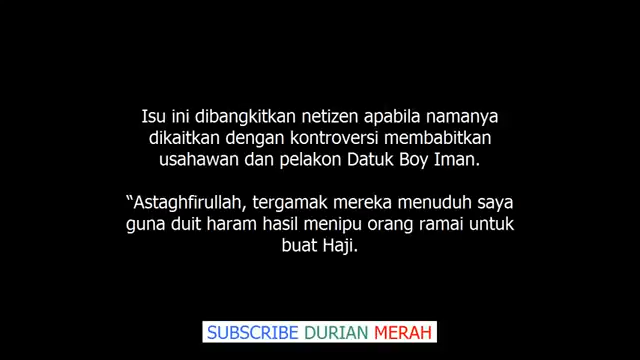 Isu ini dibangkitkan netizen apabila namanya
dikaitkan dengan kontroversi membabitkan
usahawan dan pelakon Datuk Boy Iman.
“Astaghfirullah, tergamak mereka menuduh saya
guna duit haram hasil menipu orang ramai untuk
buat Haji.
SUBSCRIBE DURIAN MERAH